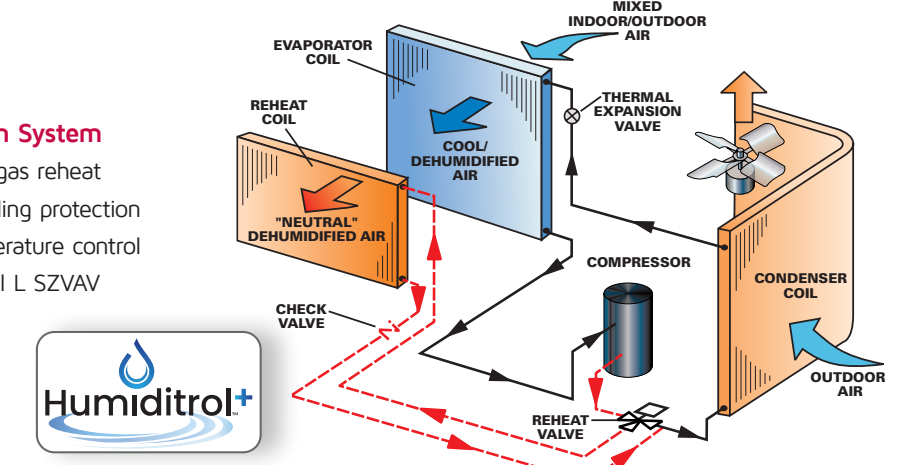 n System
gas reheat
ding protection
erature control
l L SZVAV
Humiditrol+
MIXED
INDOOR/OUTDOOR
AIR
EVAPORATOR
COIL
REHEAT
COIL
THERMAL
EXPANSION
VALVE
COOL/
DEHUMIDIFIED
AIR
"NEUTRAL"
DEHUMIDIFIED AIR
COMPRESSOR
CONDENSER
COIL
CHECK
VALVE
OUTDOOR
AIR
REHEAT
VALVE